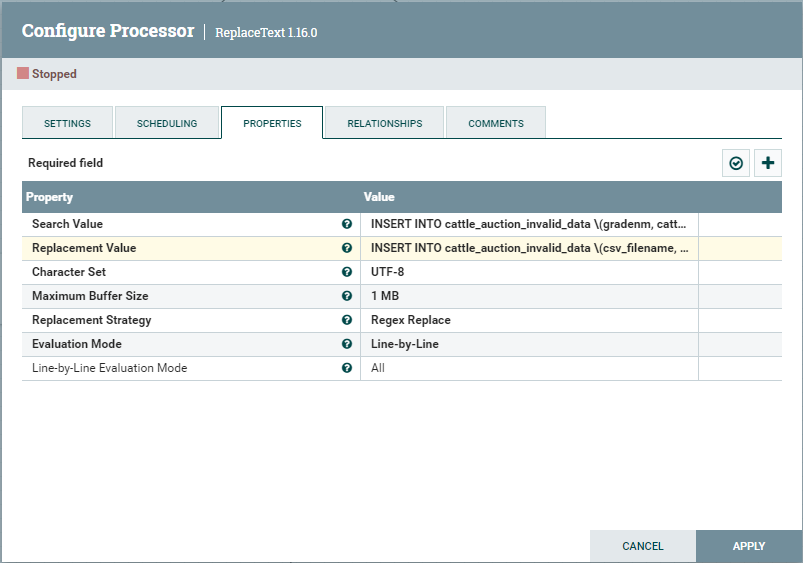 Configure Processor | ReplaceText 1.16.0
Stopped
SETTINGS SCHEDULING PROPERTIES RELATIONSHIPS COMMENTS
Required field
Property Value
Search Value INSERT INTO cattle_auction_invalid_data \(gradenm, catt...
Replacement Value INSERT INTO cattle_auction_invalid_data \(csv_filename, ...
Character Set UTF-8
Maximum Buffer Size 1 MB
Replacement Strategy Regex Replace
Evaluation Mode Line-by-Line
Line-by-Line Evaluation Mode All
CANCEL APPLY